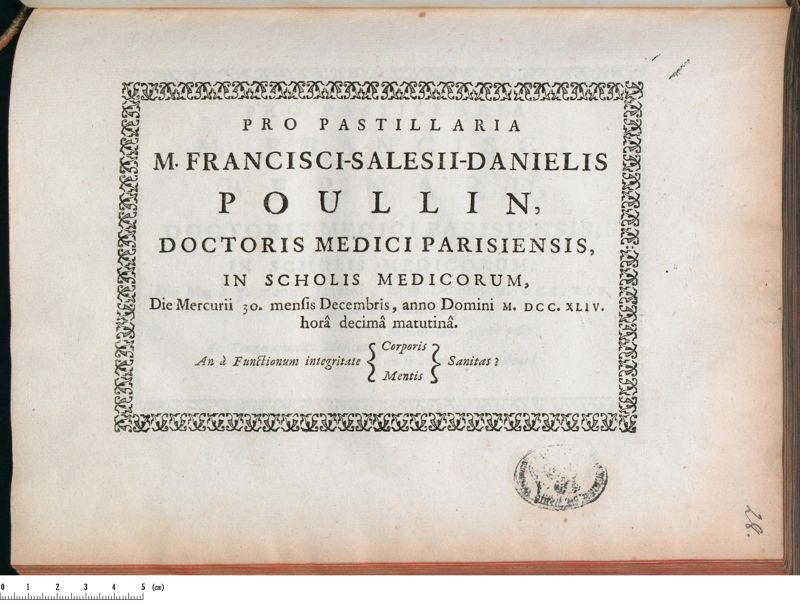 PRO PASTILLARIA
M. FRANCISCI-SALESII-DANIELIS
POULLIN,
DOCTORIS MEDICI PARISIENSIS,
IN SCHOLIS MEDICORUM,
Die Mercurii 30. mensis Decembris, anno Domini M. DCC. XLIV.
horâ decimâ matutinâ.
An à Functionum integritate { Corporis
Mentis } Sanitas?
28.
0 1 2 3 4 5 (cm)